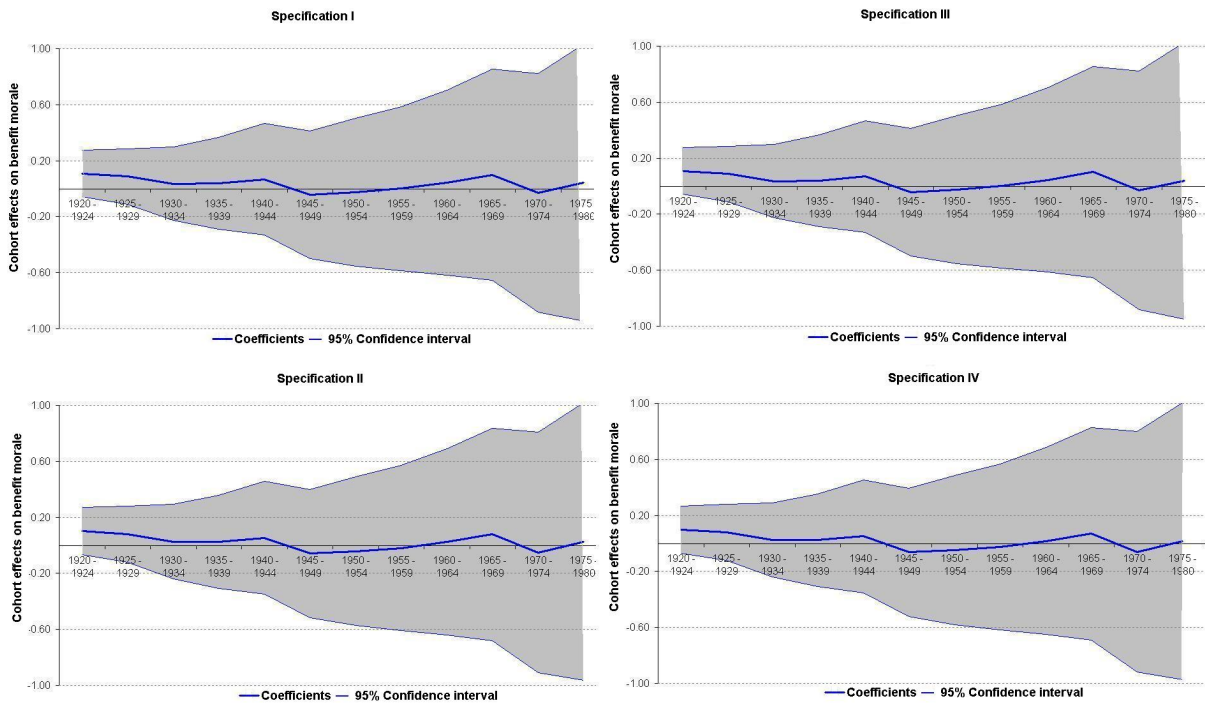 Specification I
Cohort effects on benefit morale
1.00
0.60
0.20
-0.20
-0.60
-1.00
1920 - 1924
1925 - 1929
1930 - 1934
1935 - 1939
1940 - 1944
1945 - 1949
1950 - 1954
1955 - 1959
1960 - 1964
1965 - 1969
1970 - 1974
1975 - 1980
Coefficients
95% Confidence interval
Specification III
Cohort effects on benefit morale
1.00
0.60
0.20
-0.20
-0.60
-1.00
1920 - 1924
1925 - 1929
1930 - 1934
1935 - 1939
1940 - 1944
1945 - 1949
1950 - 1954
1955 - 1959
1960 - 1964
1965 - 1969
1970 - 1974
1975 - 1980
Coefficients
95% Confidence interval
Specification II
Cohort effects on benefit morale
1.00
0.60
0.20
-0.20
-0.60
-1.00
1920 - 1924
1925 - 1929
1930 - 1934
1935 - 1939
1940 - 1944
1945 - 1949
1950 - 1954
1955 - 1959
1960 - 1964
1965 - 1969
1970 - 1974
1975 - 1980
Coefficients
95% Confidence interval
Specification IV
Cohort effects on benefit morale
1.00
0.60
0.20
-0.20
-0.60
-1.00
1920 - 1924
1925 - 1929
1930 - 1934
1935 - 1939
1940 - 1944
1945 - 1949
1950 - 1954
1955 - 1959
1960 - 1964
1965 - 1969
1970 - 1974
1975 - 1980
Coefficients
95% Confidence interval